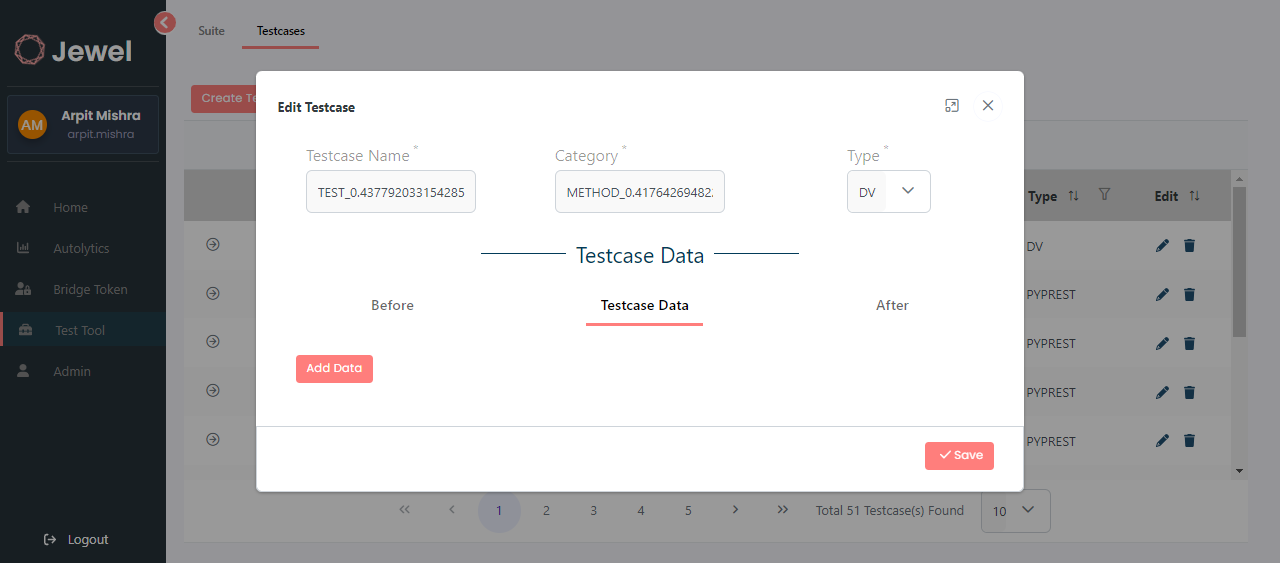 Jewel
AM
Arpit Mishra
arpit.mishra
Home
Autolytics
Bridge Token
Test Tool
Admin
Logout
Suite
Testcases
Create
Edit Testcase
Testcase Name *
Category *
Type *
TEST_0.437792033154285
METHOD_0.41764269482
DV
Testcase Data
Before
Testcase Data
After
Add Data
Save
Type
Edit
DV
PYPREST
PYPREST
PYPREST
PYPREST
1
2
3
4
5
Total 51 Testcase(s) Found
10